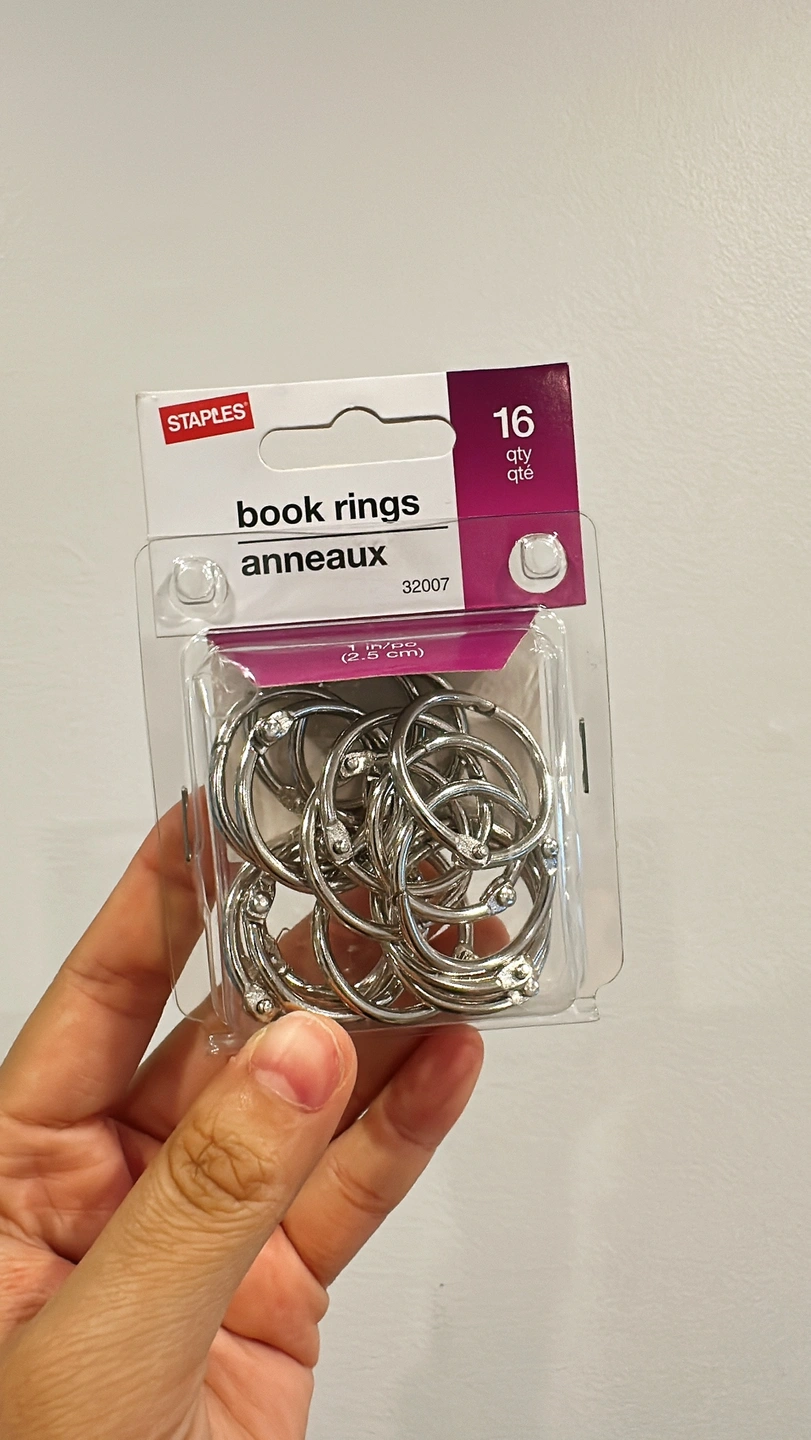 STAPLES®
16
qty
qté
book rings
anneaux
32007
1 in/po
(2.5 cm)